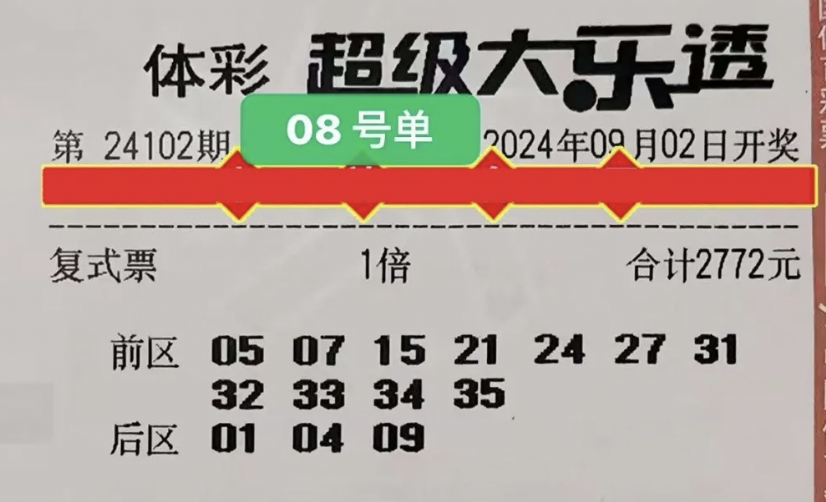 体彩 超级大乐透
第 24102期 08 号单 2024年09月02日开奖
复式票 1倍 合计2772元
前区 05 07 15 21 24 27 31
32 33 34 35
后区 01 04 09